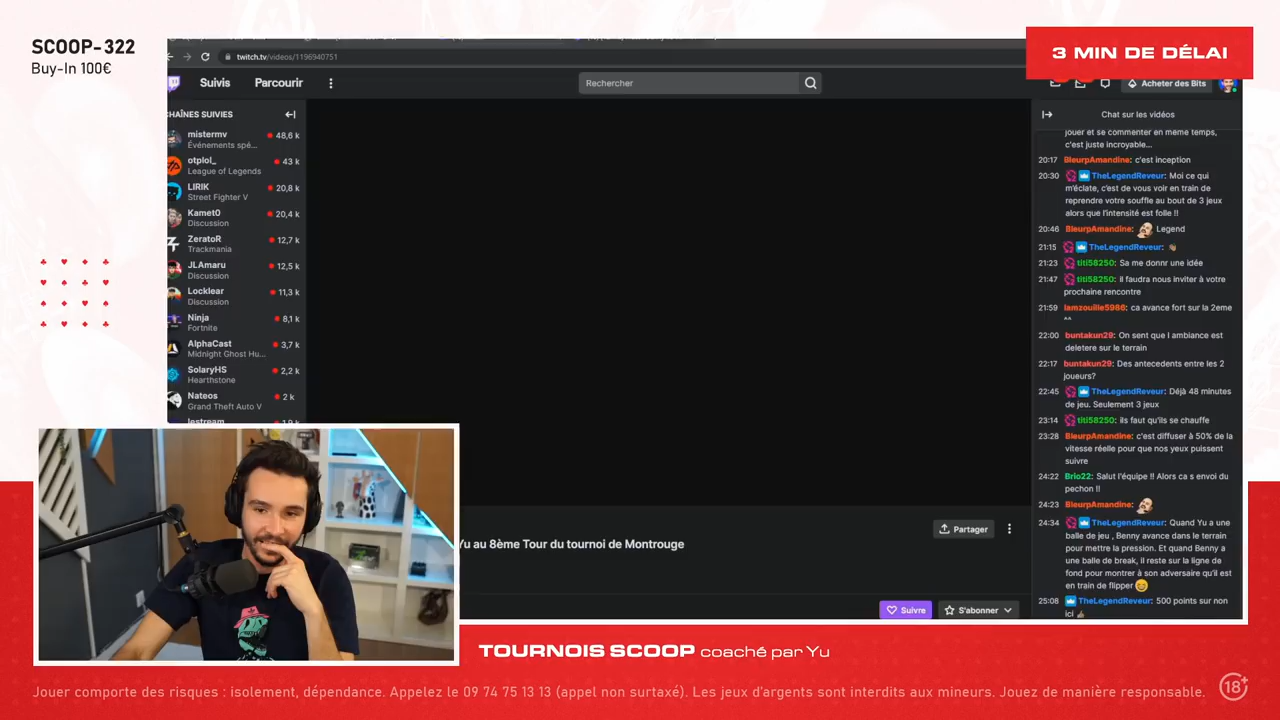 SCOOP-322
Buy-In 100€
3 MIN DE DÉLAI
twitch.tv/videos/1196940751
Suivis
Parcourir
Rechercher
Acheter des Bits
CHAÎNES SUIVIES
mistermv
48,6 k
Événements spé...
otplol_
43 k
League of Legends
LIRIK
20,8 k
Street Fighter V
Kamet0
20,4 k
Discussion
ZeratoR
12,7 k
Trackmania
JLAmaru
12,5 k
Discussion
Locklear
11,3 k
Discussion
Ninja
8,1 k
Fortnite
AlphaCast
3,7 k
Midnight Ghost Hu...
SolaryHS
2,2 k
Hearthstone
Nateos
2 k
Grand Theft Auto V
lestream
1,9 k
Chat sur les vidéos
jouer et se commenter en meme temps,
c'est juste incroyable...
20:17 BleurpAmandine: c'est inception
20:30 TheLegendReveur: Moi ce qui
m'éclate, c'est de vous voir en train de
reprendre votre souffle au bout de 3 jeux
alors que l'intensité est folle !!
20:46 BleurpAmandine: Legend
21:15 TheLegendReveur:
21:23 titi58250: Sa me donnr une idée
21:47 titi58250: Il faudra nous inviter à votre
prochaine rencontre
21:59 lamzouille5986: ca avance fort sur la 2eme
^^
22:00 buntakun29: On sent que l ambiance est
deletere sur le terrain
22:17 buntakun29: Des antecedents entre les 2
joueurs?
22:45 TheLegendReveur: Déjà 48 minutes
de jeu. Seulement 3 jeux
23:14 titi58250: ils faut qu'ils se chauffe
23:28 BleurpAmandine: c'est diffuser à 50% de la
vitesse réelle pour que nos yeux puissent
suivre
24:22 Brio22: Salut l'équipe !! Alors ca s envoi du
pechon !!
24:23 BleurpAmandine:
24:34 TheLegendReveur: Quand Yu a une
balle de jeu , Benny avance dans le terrain
pour mettre la pression. Et quand Benny a
une balle de break, il reste sur la ligne de
fond pour montrer à son adversaire qu'il est
en train de flipper
25:08 TheLegendReveur: 500 points sur non
ici
Partager
Yu au 8ème Tour du tournoi de Montrouge
Suivre
S'abonner
TOURNOIS SCOOP coaché par Yu
Jouer comporte des risques : isolement, dépendance. Appelez le 09 74 75 13 13 (appel non surtaxé). Les jeux d'argents sont interdits aux mineurs. Jouez de manière responsable.
18+